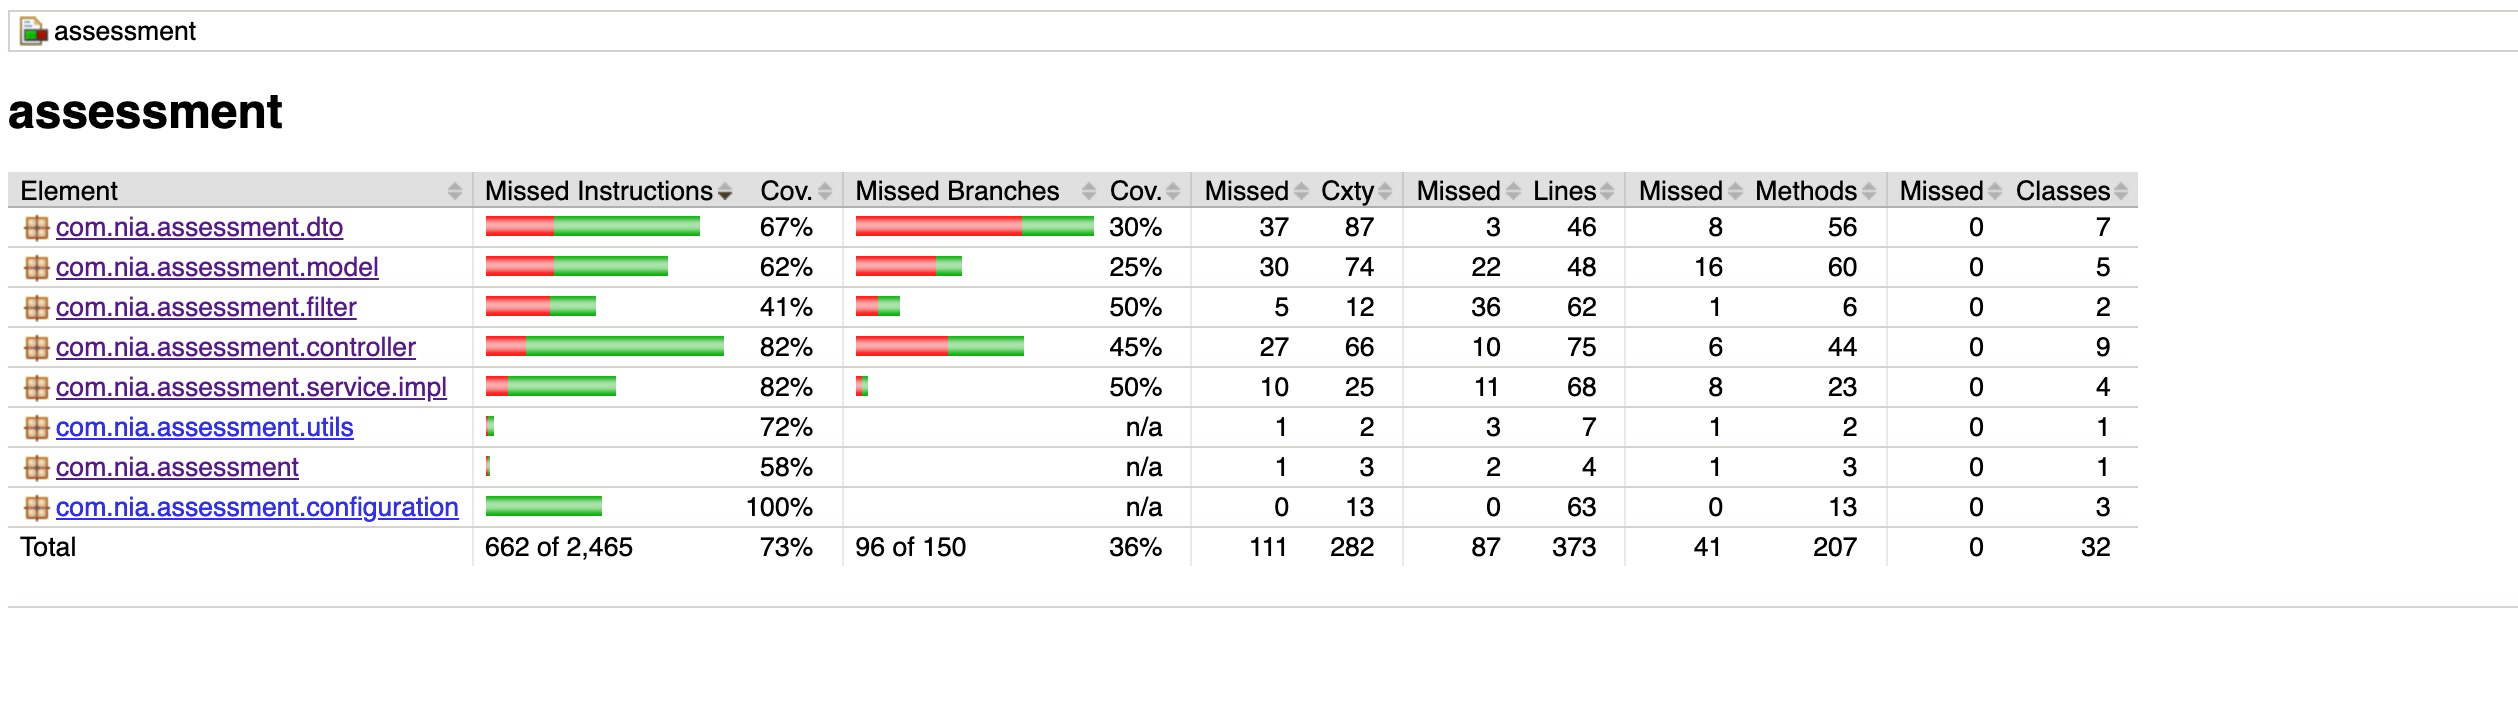 assessment
assessment
Element Missed Instructions Cov. Missed Branches Cov. Missed Cxty Missed Lines Missed Methods Missed Classes
com.nia.assessment.dto 67% 30% 37 87 3 46 8 56 0 7
com.nia.assessment.model 62% 25% 30 74 22 48 16 60 0 5
com.nia.assessment.filter 41% 50% 5 12 36 62 1 6 0 2
com.nia.assessment.controller 82% 45% 27 66 10 75 6 44 0 9
com.nia.assessment.service.impl 82% 50% 10 25 11 68 8 23 0 4
com.nia.assessment.utils 72% n/a 1 2 3 7 1 2 0 1
com.nia.assessment 58% n/a 1 3 2 4 1 3 0 1
com.nia.assessment.configuration 100% n/a 0 13 0 63 0 13 0 3
Total 662 of 2,465 73% 96 of 150 36% 111 282 87 373 41 207 0 32